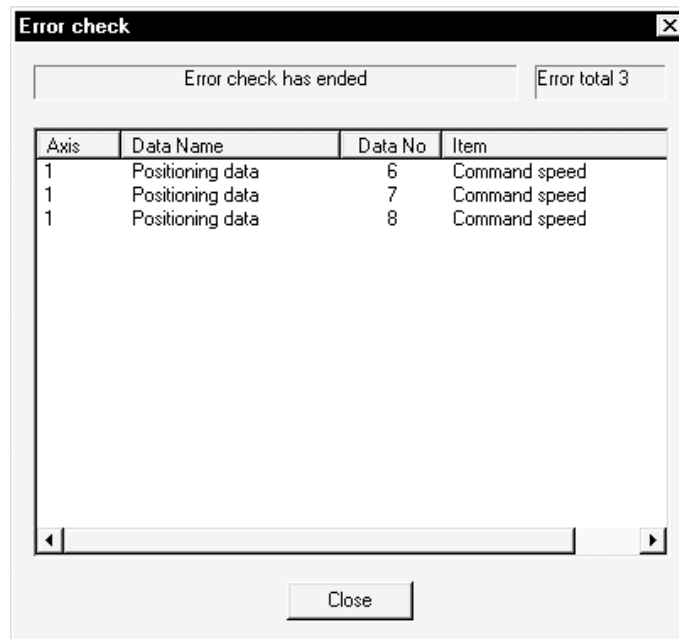 Error check
Error check has ended Error total 3
Axis Data Name Data No Item
1 Positioning data 6 Command speed
1 Positioning data 7 Command speed
1 Positioning data 8 Command speed
Close